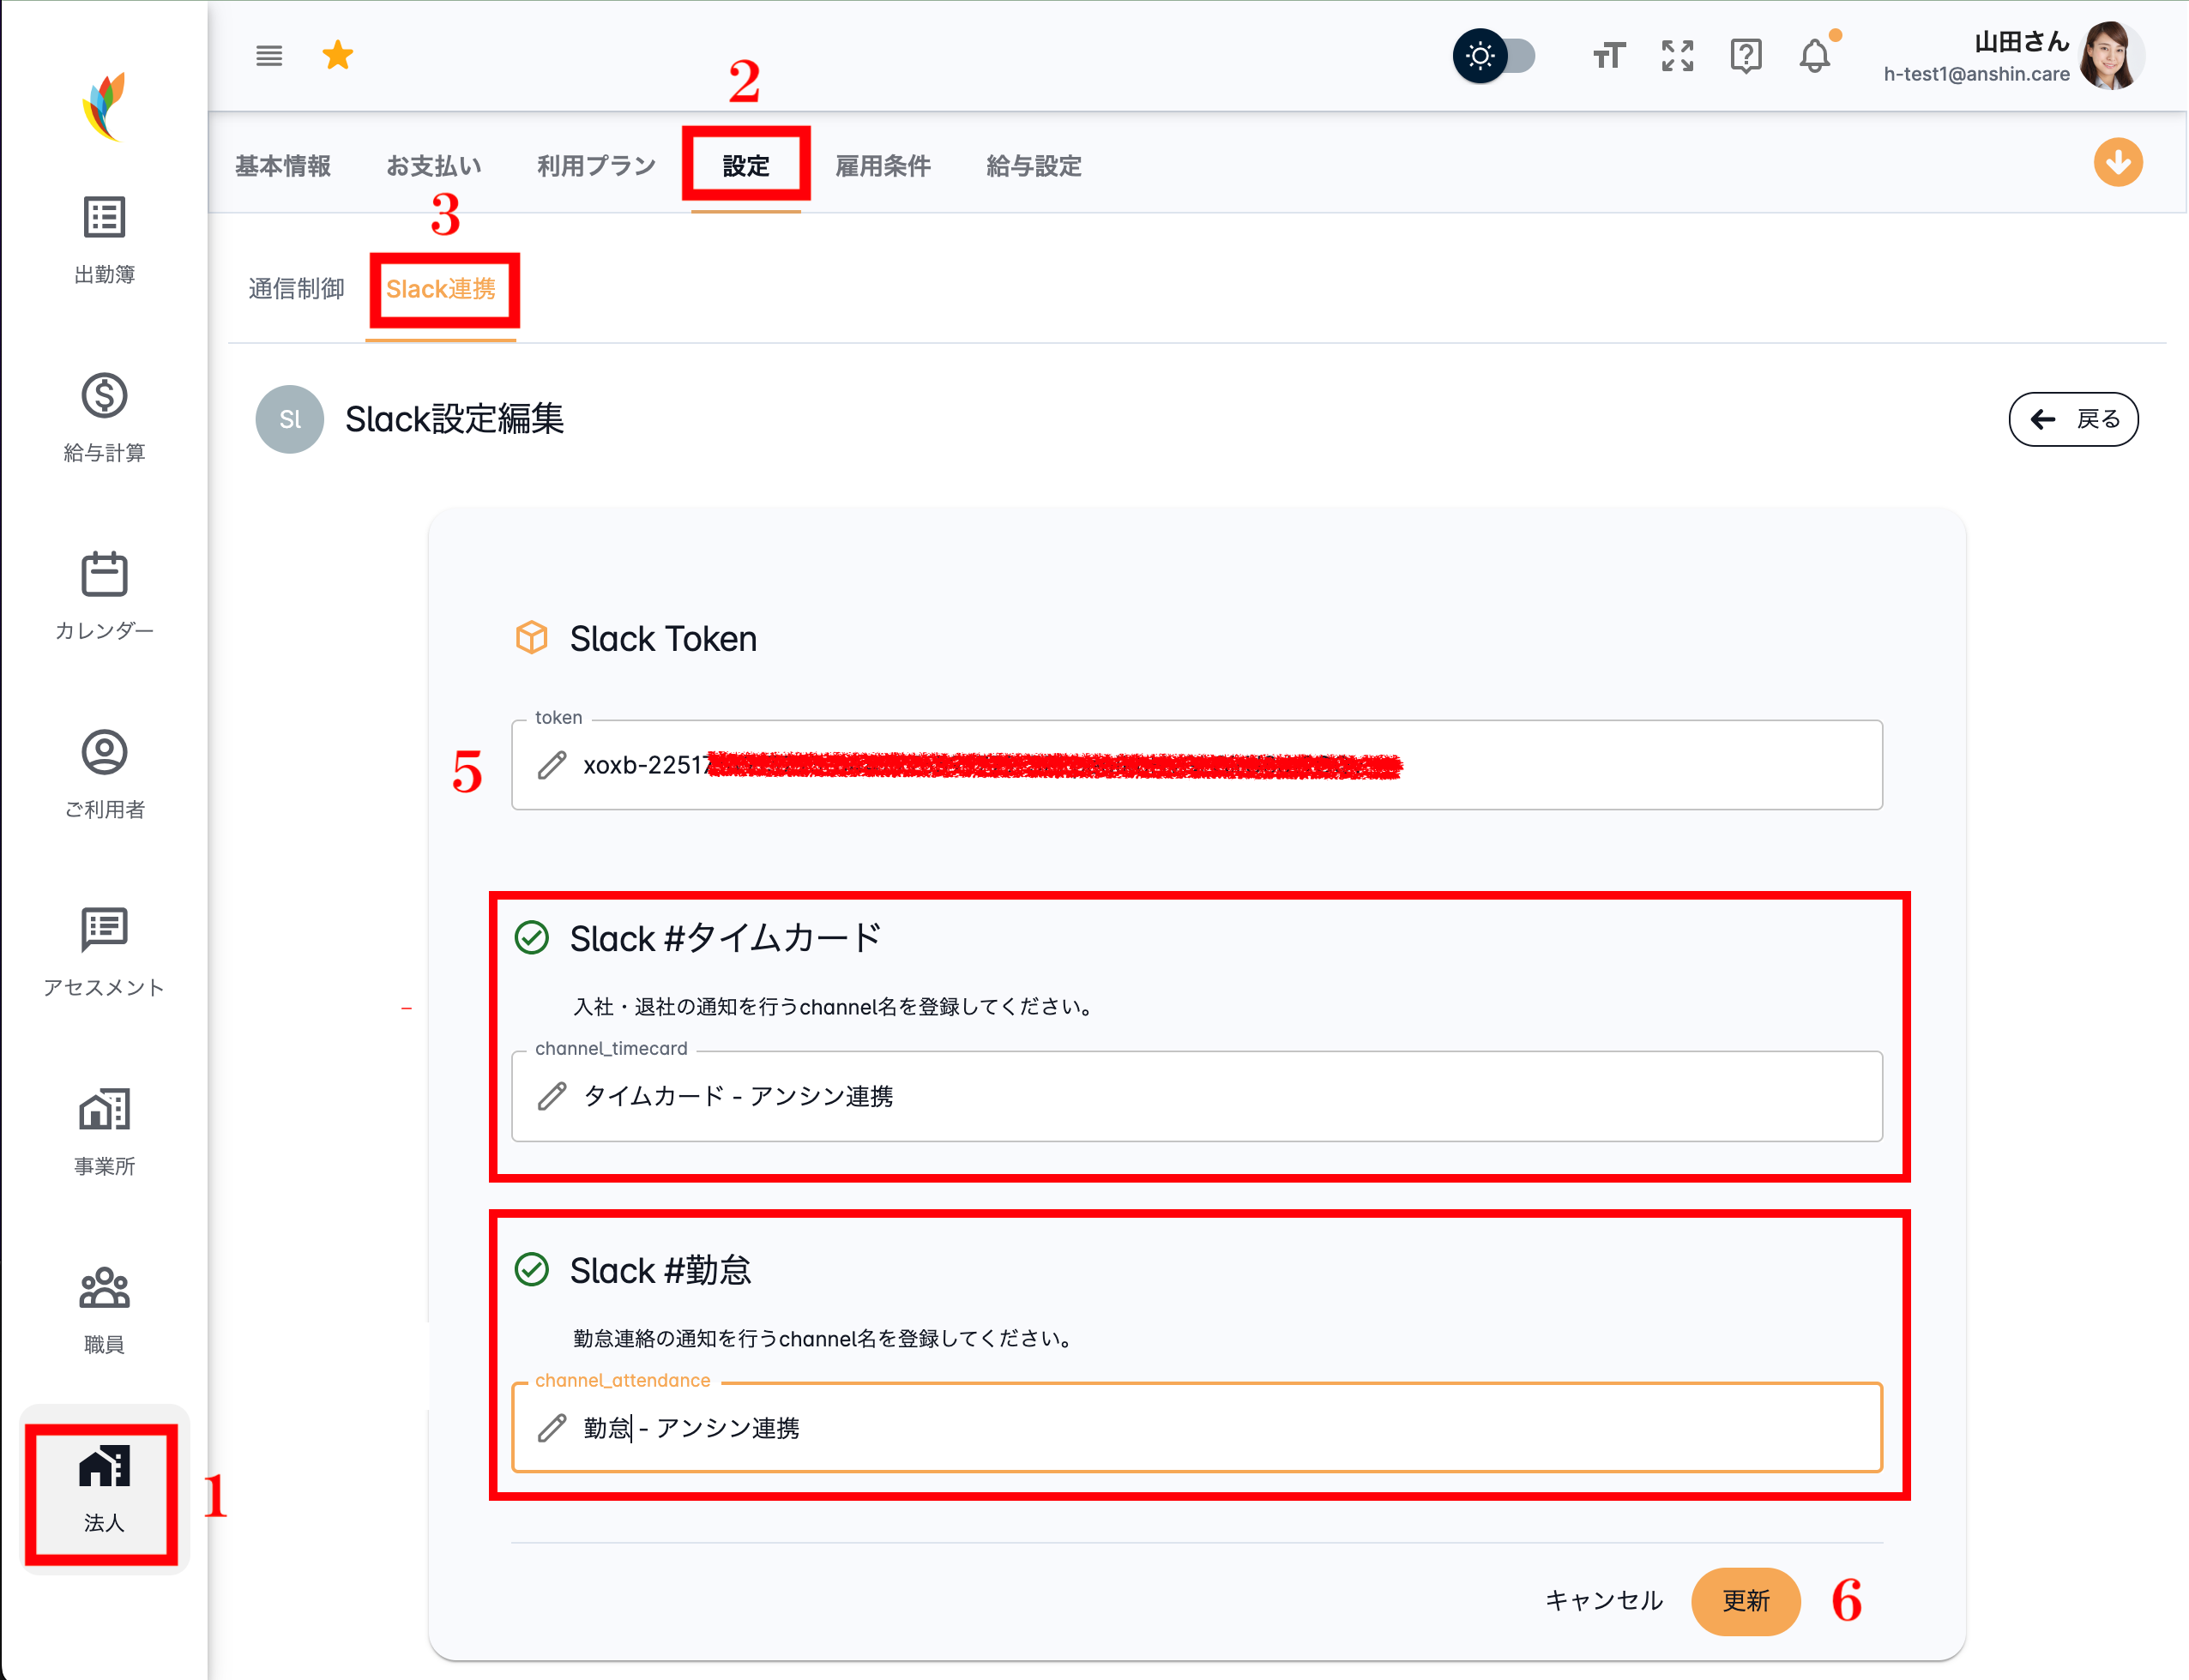 山田さん
h-test1@anshin.care
2
基本情報 お支払い 利用プラン 設定 雇用条件 給与設定
3
通信制御 Slack連携
出勤簿
給与計算
カレンダー
ご利用者
アセスメント
事業所
職員
法人
1
Sl Slack設定編集
戻る
Slack Token
token
5
xoxb-22517
Slack #タイムカード
入社・退社の通知を行うchannel名を登録してください。
channel_timecard
タイムカード - アンシン連携
Slack #勤怠
勤怠連絡の通知を行うchannel名を登録してください。
channel_attendance
勤怠 - アンシン連携
キャンセル 更新 6